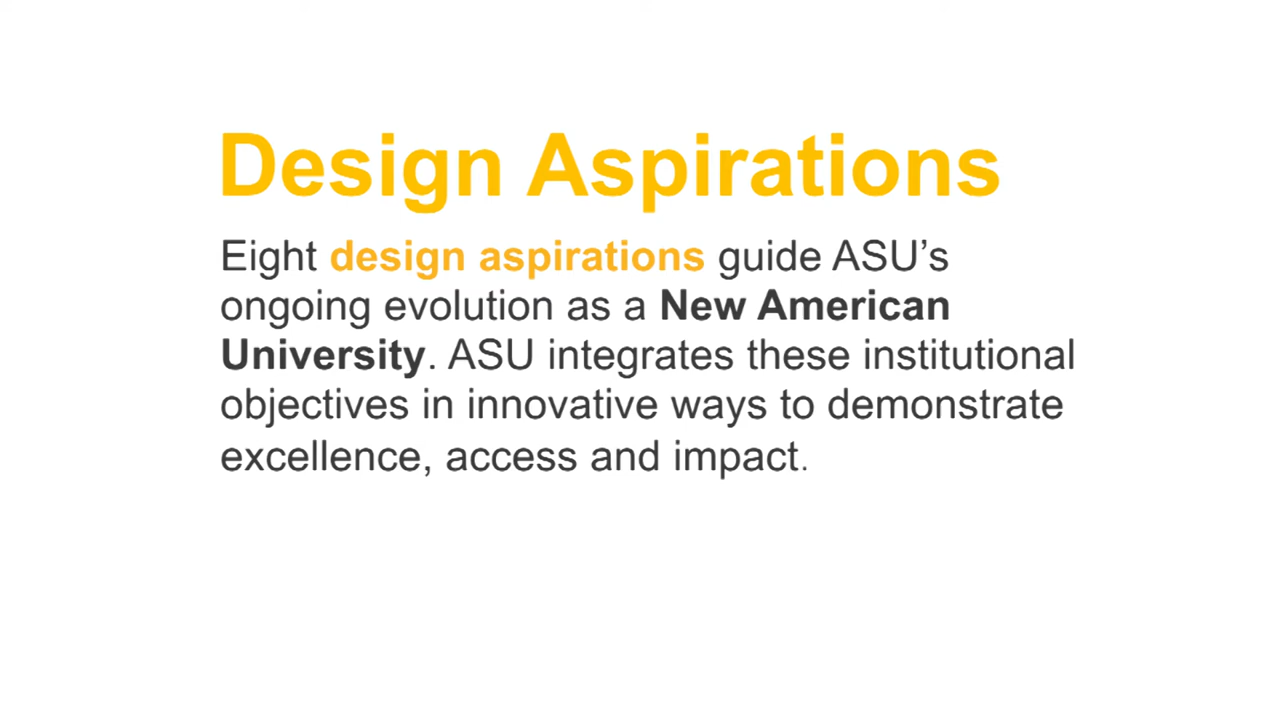 Design Aspirations
Eight design aspirations guide ASU’s
ongoing evolution as a New American
University. ASU integrates these institutional
objectives in innovative ways to demonstrate
excellence, access and impact.